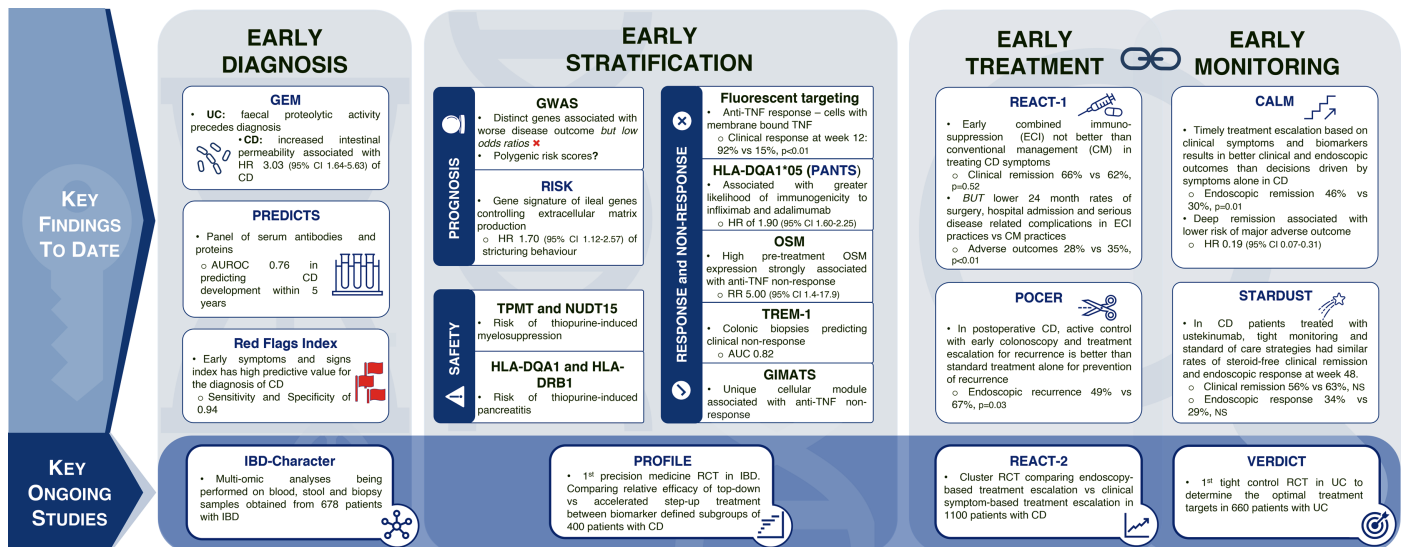 KEY
FINDINGS
TO DATE
EARLY
DIAGNOSIS
GEM
• UC: faecal proteolytic activity
precedes diagnosis
• CD: increased intestinal
permeability associated with
HR 3.03 (95% CI 1.64-5.63) of
CD
PREDICTS
• Panel of serum antibodies and
proteins
o AUROC 0.76 in
predicting CD
development within 5
years
Red Flags Index
• Early symptoms and signs
index has high predictive value for
the diagnosis of CD
o Sensitivity and Specificity of
0.94
EARLY
STRATIFICATION
PROGNOSIS
GWAS
• Distinct genes associated with
worse disease outcome but low
odds ratios ✖
• Polygenic risk scores?
RISK
• Gene signature of ileal genes
controlling extracellular matrix
production
o HR 1.70 (95% CI 1.12-2.57) of
stricturing behaviour
SAFETY
TPMT and NUDT15
• Risk of thiopurine-induced
myelosuppression
HLA-DQA1 and HLA-
DRB1
• Risk of thiopurine-induced
pancreatitis
RESPONSE and NON-RESPONSE
Fluorescent targeting
• Anti-TNF response – cells with
membrane bound TNF
o Clinical response at week 12:
92% vs 15%, p<0.01
HLA-DQA1*05 (PANTS)
• Associated with greater
likelihood of immunogenicity to
infliximab and adalimumab
o HR of 1.90 (95% CI 1.60-2.25)
OSM
• High pre-treatment OSM
expression strongly associated
with anti-TNF non-response
o RR 5.00 (95% CI 1.4-17.9)
TREM-1
• Colonic biopsies predicting
clinical non-response
o AUC 0.82
GIMATS
• Unique cellular module
associated with anti-TNF non-
response
EARLY
TREATMENT
REACT-1
• Early combined immuno-
suppression (ECI) not better than
conventional management (CM) in
treating CD symptoms
o Clinical remission 66% vs 62%,
p=0.52
• BUT lower 24 month rates of
surgery, hospital admission and serious
disease related complications in ECI
practices vs CM practices
o Adverse outcomes 28% vs 35%,
p<0.01
POCER
• In postoperative CD, active control
with early colonoscopy and treatment
escalation for recurrence is better than
standard treatment alone for prevention
of recurrence
o Endoscopic recurrence 49% vs
67%, p=0.03
EARLY
MONITORING
CALM
• Timely treatment escalation based on
clinical symptoms and biomarkers
results in better clinical and endoscopic
outcomes than decisions driven by
symptoms alone in CD
o Endoscopic remission 46% vs
30%, p=0.01
• Deep remission associated with
lower risk of major adverse outcome
o HR 0.19 (95% CI 0.07-0.31)
STARDUST
• In CD patients treated with
ustekinumab, tight monitoring and
standard of care strategies had similar
rates of steroid-free clinical remission
and endoscopic response at week 48.
o Clinical remission 56% vs 63%, NS
o Endoscopic response 34% vs
29%, NS
KEY
ONGOING
STUDIES
IBD-Character
• Multi-omic analyses being
performed on blood, stool and biopsy
samples obtained from 678 patients
with IBD
PROFILE
• 1st precision medicine RCT in IBD.
Comparing relative efficacy of top-down
vs accelerated step-up treatment
between biomarker defined subgroups of
400 patients with CD
REACT-2
• Cluster RCT comparing endoscopy-
based treatment escalation vs clinical
symptom-based treatment escalation in
1100 patients with CD
VERDICT
• 1st tight control RCT in UC to
determine the optimal treatment
targets in 660 patients with UC